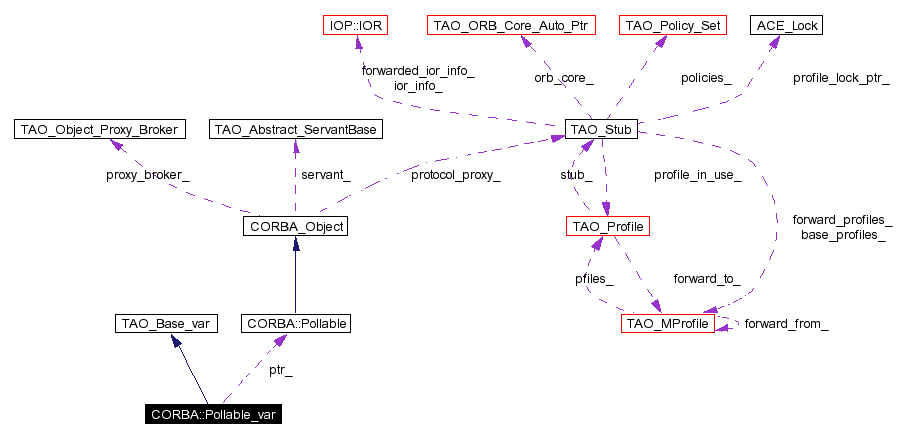 IOP::IOR
TAO_ORB_Core_Auto_Ptr
TAO_Policy_Set
ACE_Lock
forwarded_ior_info_
ior_info_
orb_core_
policies_
profile_lock_ptr_
TAO_Object_Proxy_Broker
TAO_Abstract_ServantBase
TAO_Stub
proxy_broker_
servant_
protocol_proxy_
stub_
profile_in_use_
forward_profiles_
base_profiles_
CORBA_Object
TAO_Profile
pfiles_
forward_to_
TAO_Base_var
CORBA::Pollable
TAO_MProfile
forward_from_
ptr_
CORBA::Pollable_var